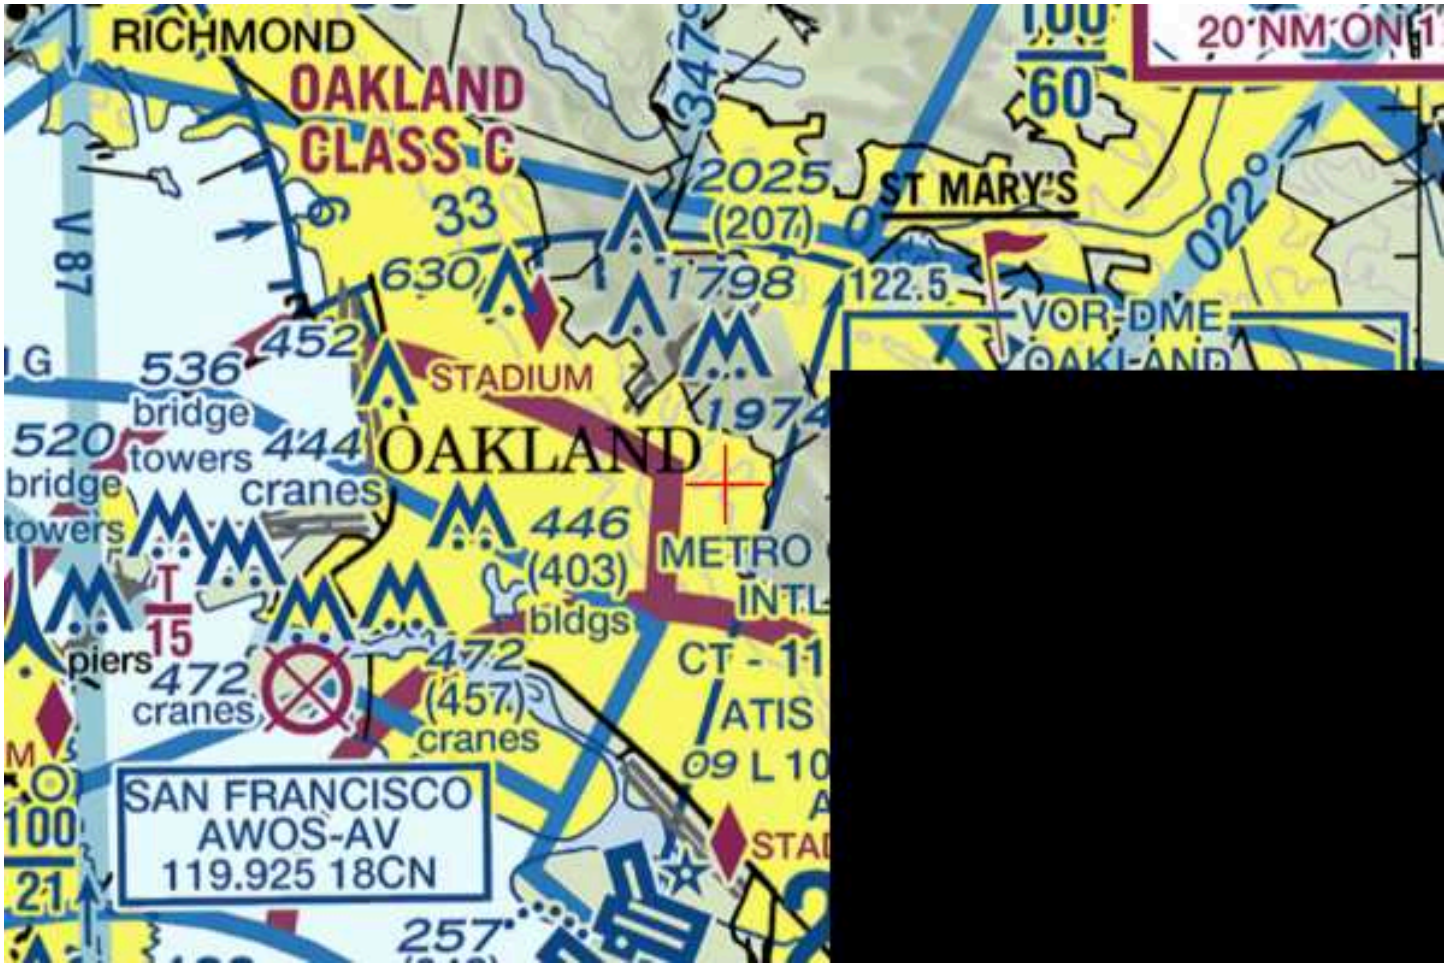 RICHMOND
OAKLAND
CLASS C
347°
100
60
20 NM ON 1
2025
(207)
ST MARY'S
022°
33
630
1798
122.5
VOR-DME
OAKLAND
V 87
452
536
bridge
towers
STADIUM
1974
520
bridge
towers
444
cranes
OAKLAND
446
(403)
bldgs
METRO
INTL
T
15
piers
472
cranes
472
(457)
cranes
CT - 11
ATIS
09 L 10
A
M
100
21
SAN FRANCISCO
AWOS-AV
119.925 18CN
STAD
257